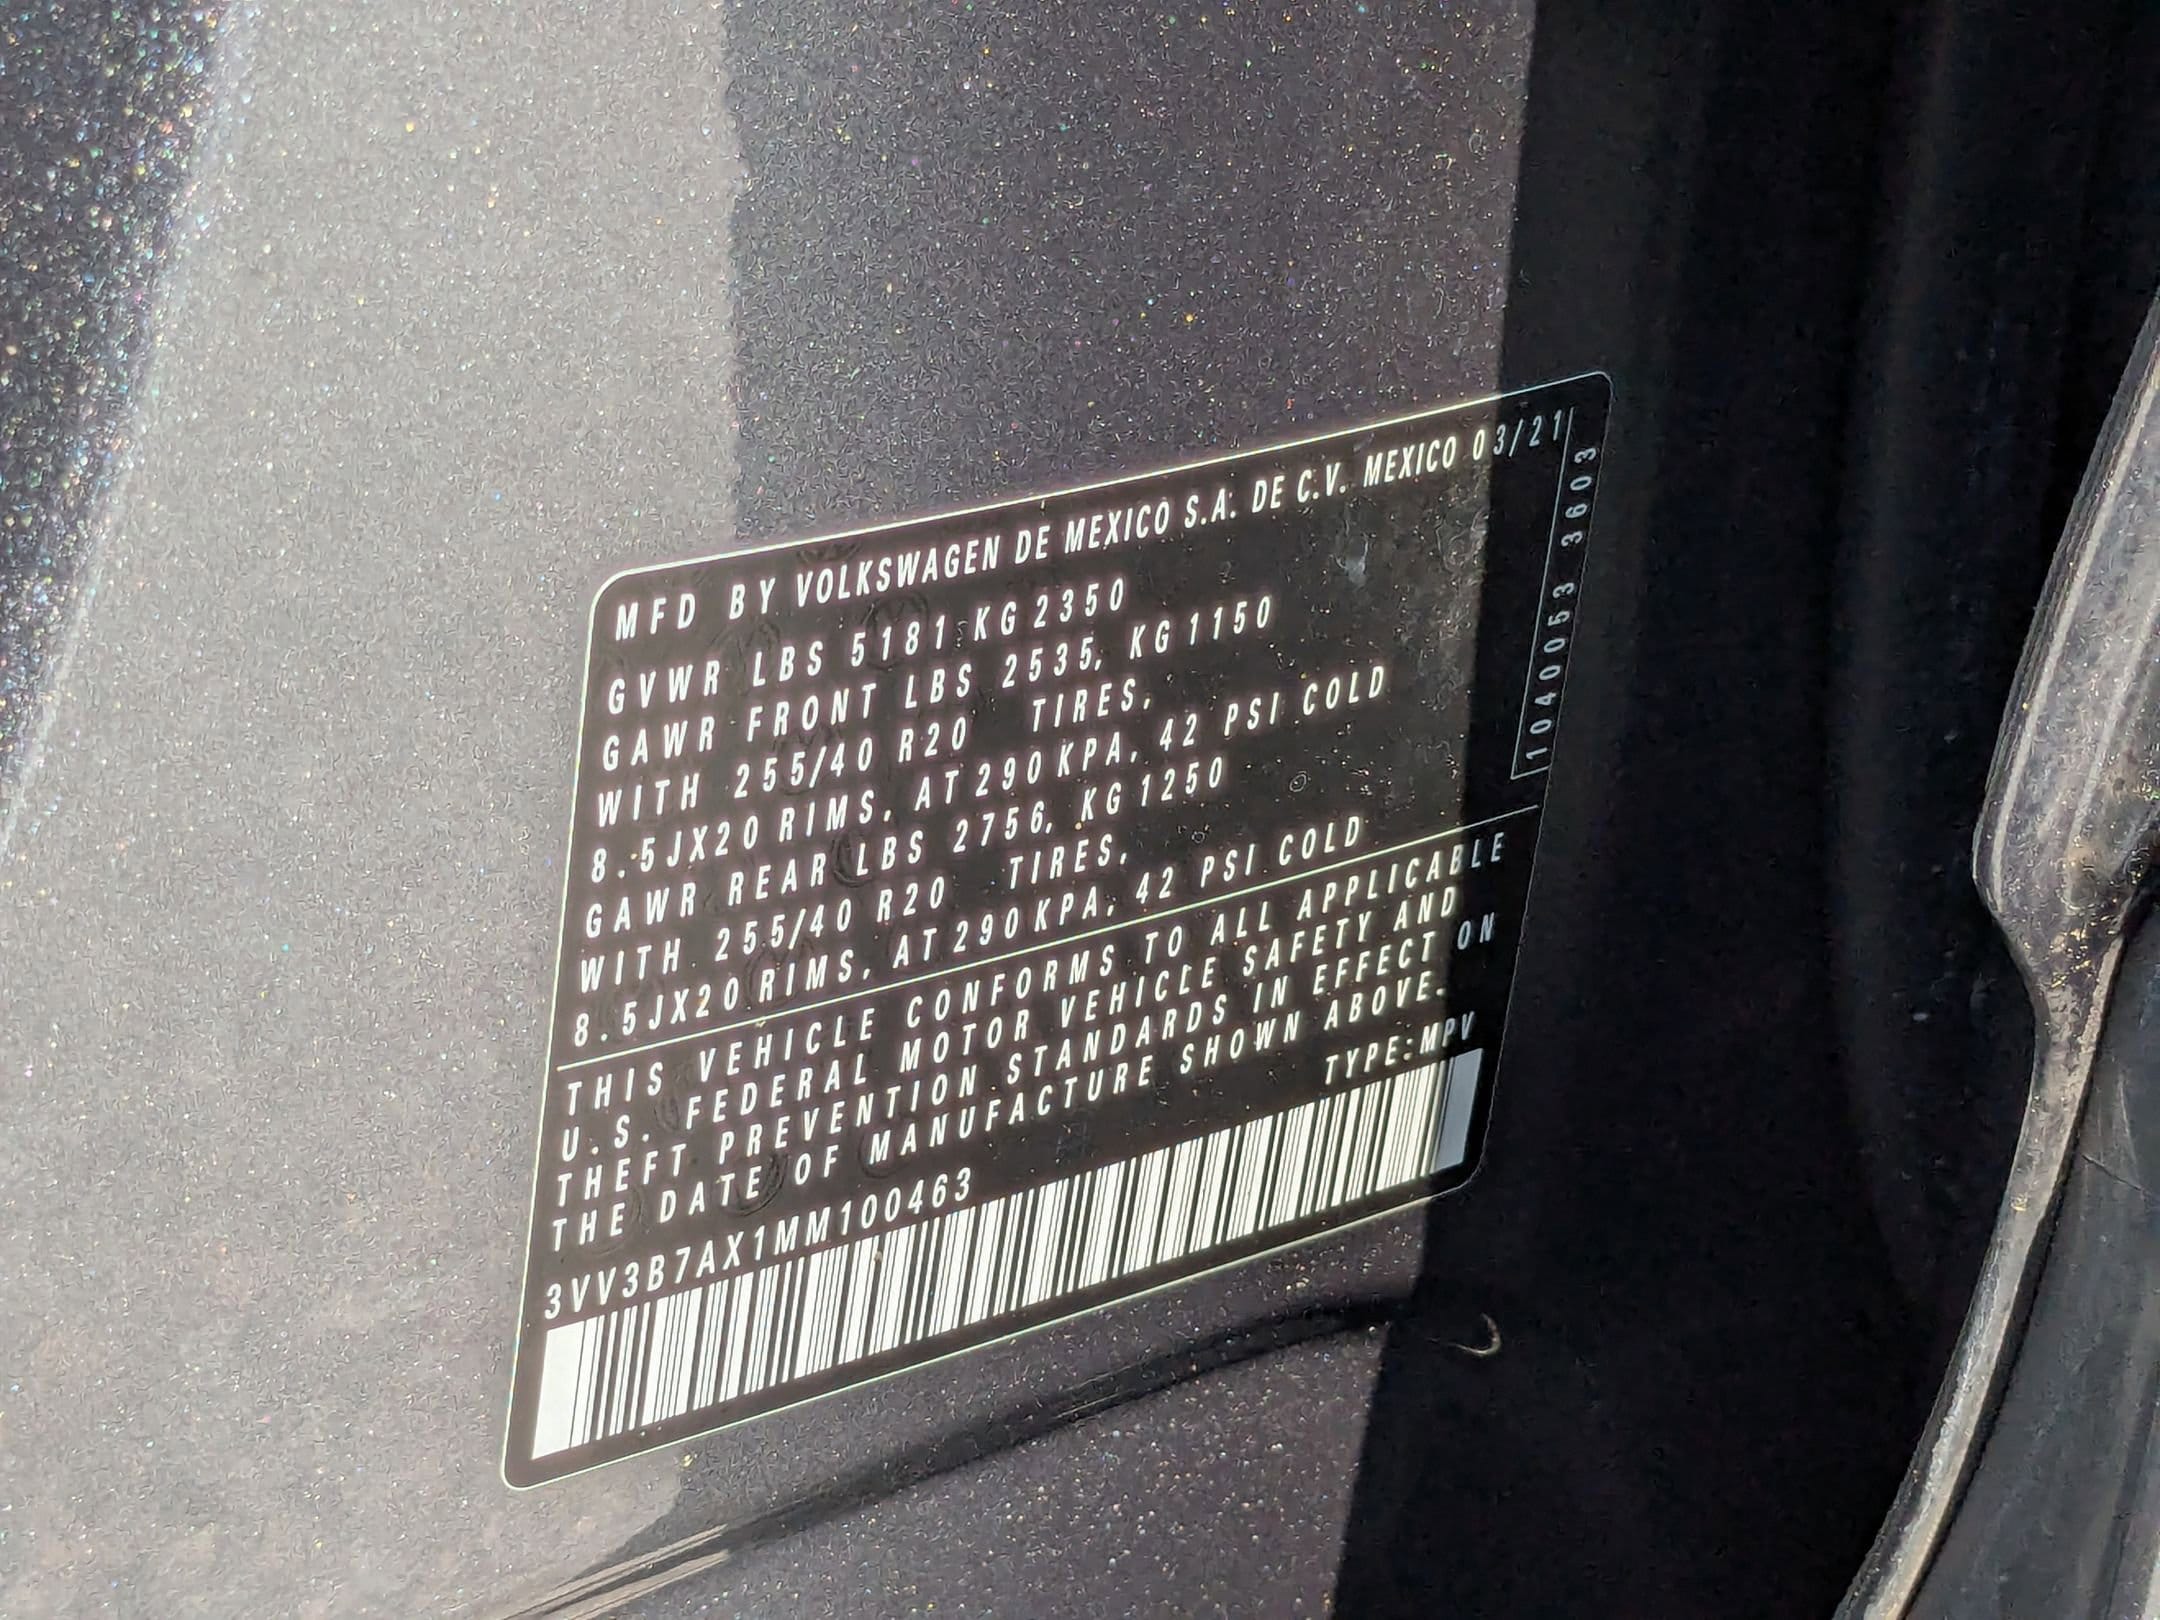 MFD BY VOLKSWAGEN DE MEXICO S.A. DE C.V. MEXICO 03/21
GVWR LBS 5181 KG 2350
GAWR FRONT LBS 2535, KG 1150
WITH 255/40 R20 TIRES,
8.5JX20 RIMS, AT 290 KPA, 42 PSI COLD
GAWR REAR LBS 2756, KG 1250
WITH 255/40 R20 TIRES,
8.5JX20 RIMS, AT 290 KPA, 42 PSI COLD
THIS VEHICLE CONFORMS TO ALL APPLICABLE
U.S. FEDERAL MOTOR VEHICLE SAFETY AND
THEFT PREVENTION STANDARDS IN EFFECT ON
THE DATE OF MANUFACTURE SHOWN ABOVE.
TYPE:MPV
3VV3B7AX1MM100463
1040053 3603